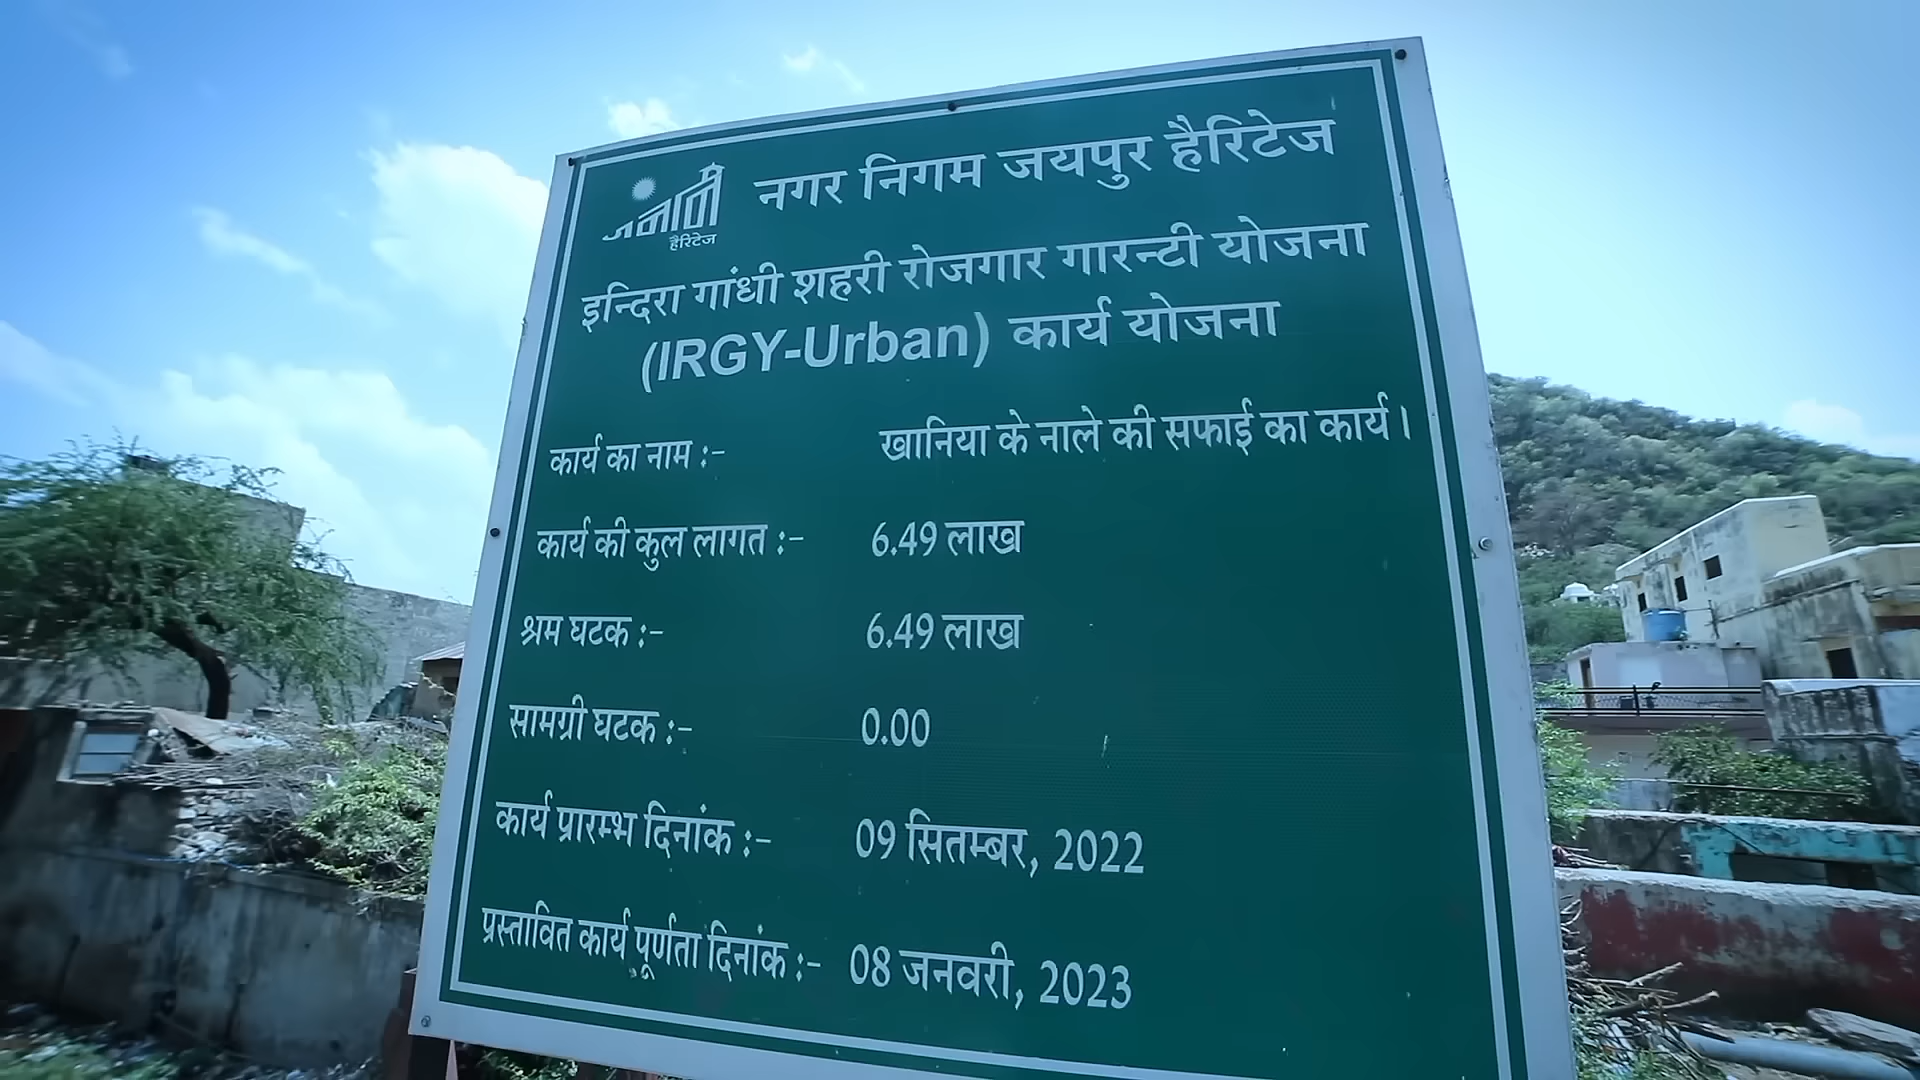 हैरिटेज
नगर निगम जयपुर हैरिटेज
इन्दिरा गांधी शहरी रोजगार गारन्टी योजना
(IRGY-Urban) कार्य योजना
कार्य का नाम :- खानिया के नाले की सफाई का कार्य।
कार्य की कुल लागत :- 6.49 लाख
श्रम घटक :- 6.49 लाख
सामग्री घटक :- 0.00
कार्य प्रारम्भ दिनांक :- 09 सितम्बर, 2022
प्रस्तावित कार्य पूर्णता दिनांक :- 08 जनवरी, 2023